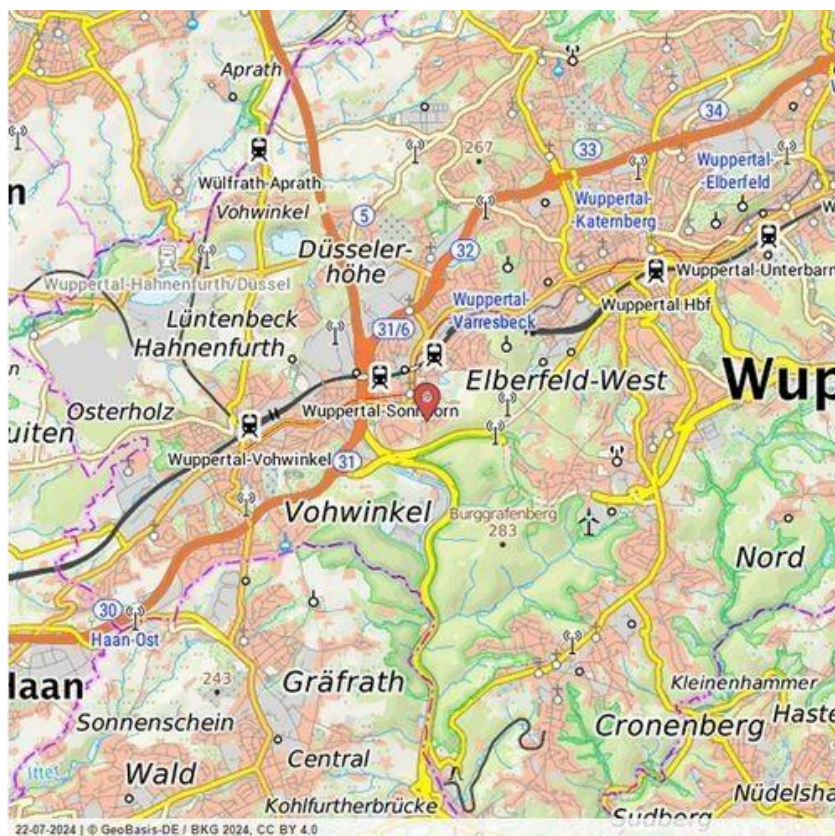 Aprath
34
267
33
Wuppertal-
-Elberfeld
Wülfrath-Aprath
Vohwinkel
5
Wuppertal-
-Katernberg
n
Düsseler-
höhe
32
Wuppertal-Unterbarn
Wuppertal-Hahnenfurth/Düssel
Wuppertal-
Varresbeck
Wuppertal Hbf
Lüntenbeck
Hahnenfurth
31/6
Elberfeld-West
Wup
Osterholz
Wuppertal-Sonnborn
uiten
Wuppertal-Vohwinkel
31
Vohwinkel
Burggrafenberg
283
Nord
30
Haan-Ost
Haan
243
Gräfrath
Kleinenhammer
Sonnenschein
Cronenberg
Haste
Central
Wald
Kohlfurtherbrücke
Nüdelsha
Sudberg
Ittet
22-07-2024 | © GeoBasis-DE / BKG 2024, CC BY 4.0